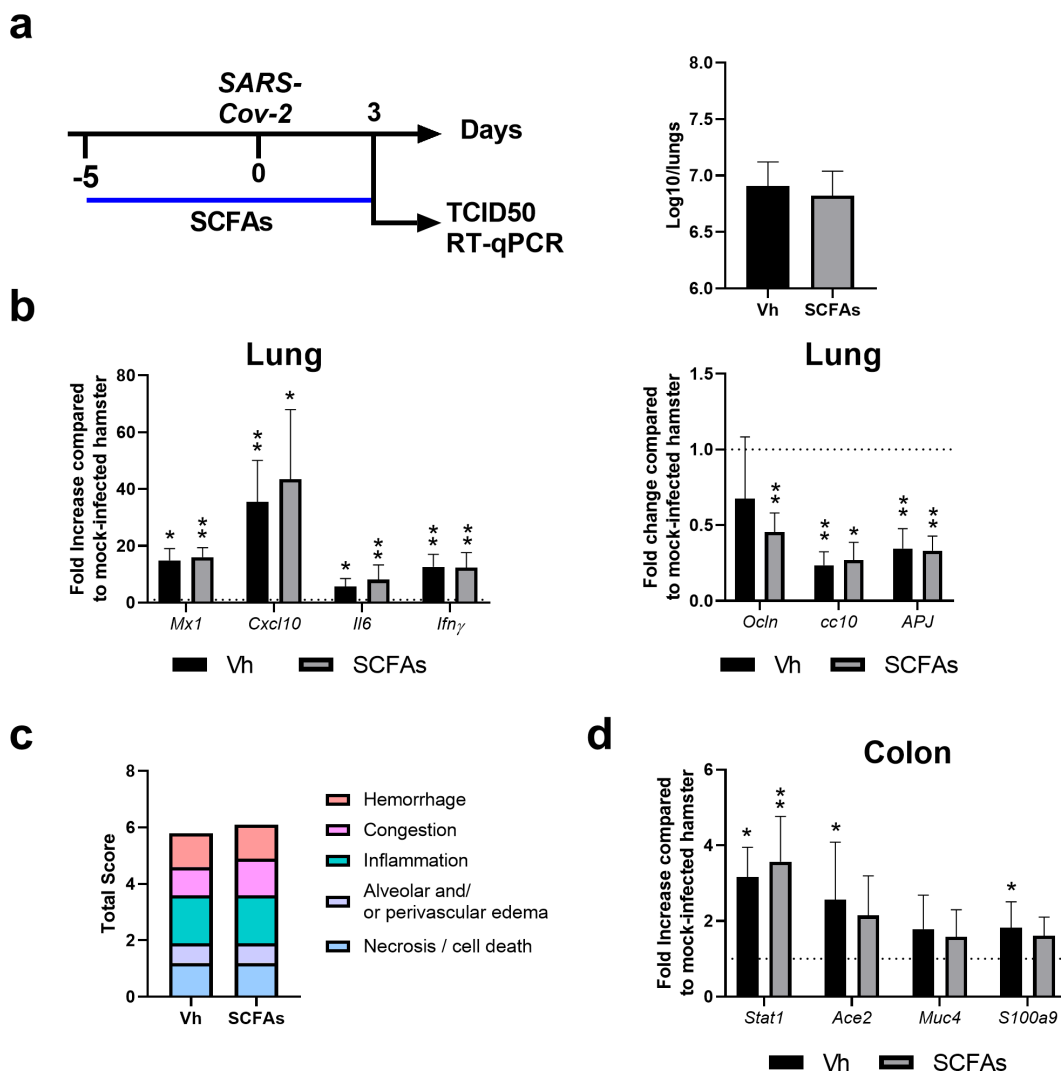 a
SARS-
Cov-2
3
Days
-5
0
SCFAs
TCID50
RT-qPCR
Log10/lungs
8.0
7.0
6.5
6.0
Vh
SCFAs
b
Lung
Fold Increase compared
to mock-infected hamster
80
60
40
20
0
*
**
**
*
*
**
**
**
Mx1
Cxcl10
Il6
Ifnγ
Vh
SCFAs
Lung
Fold change compared
to mock-infected hamster
1.5
1.0
0.5
0.0
**
**
*
**
**
Ocln
cc10
APJ
Vh
SCFAs
c
Total Score
8
6
4
2
0
Vh
SCFAs
Hemorrhage
Congestion
Inflammation
Alveolar and/
or perivascular edema
Necrosis / cell death
d
Colon
Fold Increase compared
to mock-infected hamster
6
4
2
0
*
**
*
*
Stat1
Ace2
Muc4
S100a9
Vh
SCFAs